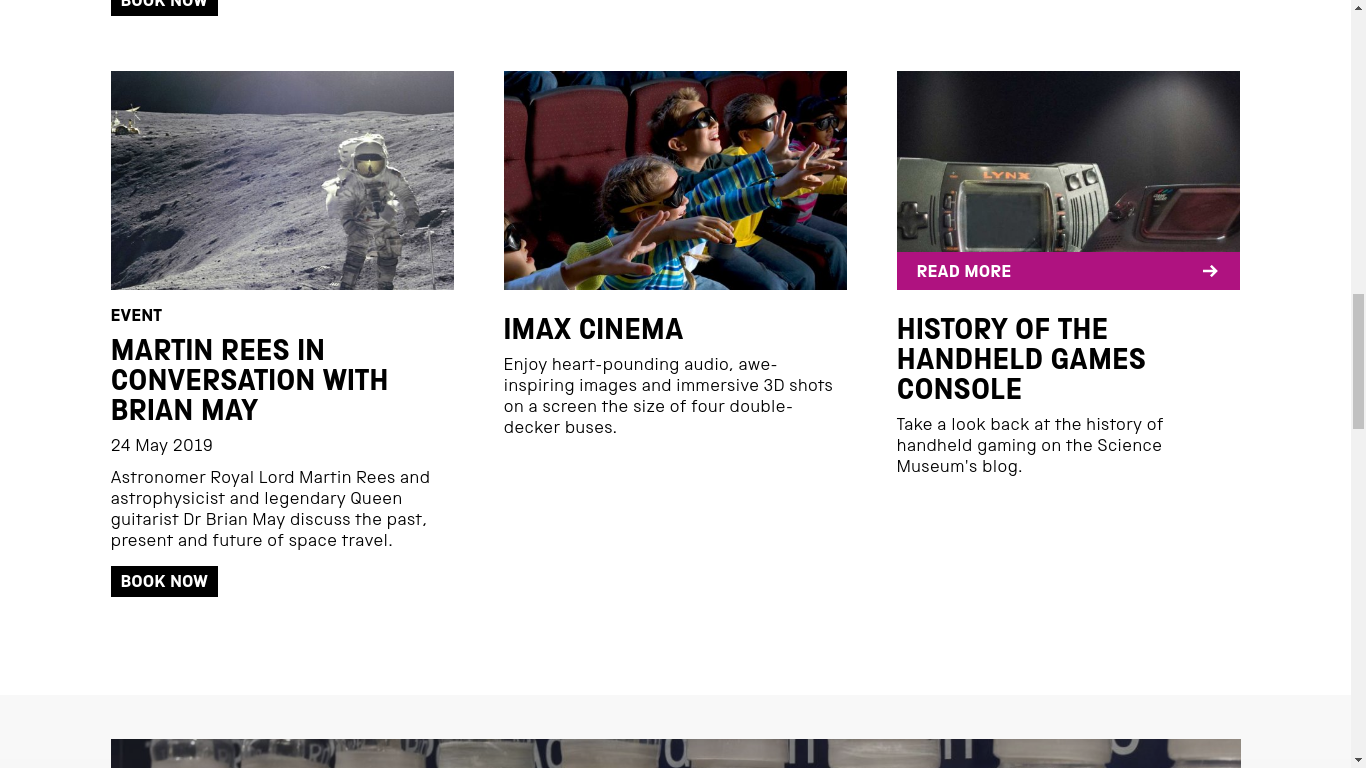 BOOK NOW
LYNX
READ MORE
EVENT
MARTIN REES IN
CONVERSATION WITH
BRIAN MAY
24 May 2019
Astronomer Royal Lord Martin Rees and
astrophysicist and legendary Queen
guitarist Dr Brian May discuss the past,
present and future of space travel.
BOOK NOW
IMAX CINEMA
Enjoy heart-pounding audio, awe-
inspiring images and immersive 3D shots
on a screen the size of four double-
decker buses.
HISTORY OF THE
HANDHELD GAMES
CONSOLE
Take a look back at the history of
handheld gaming on the Science
Museum's blog.